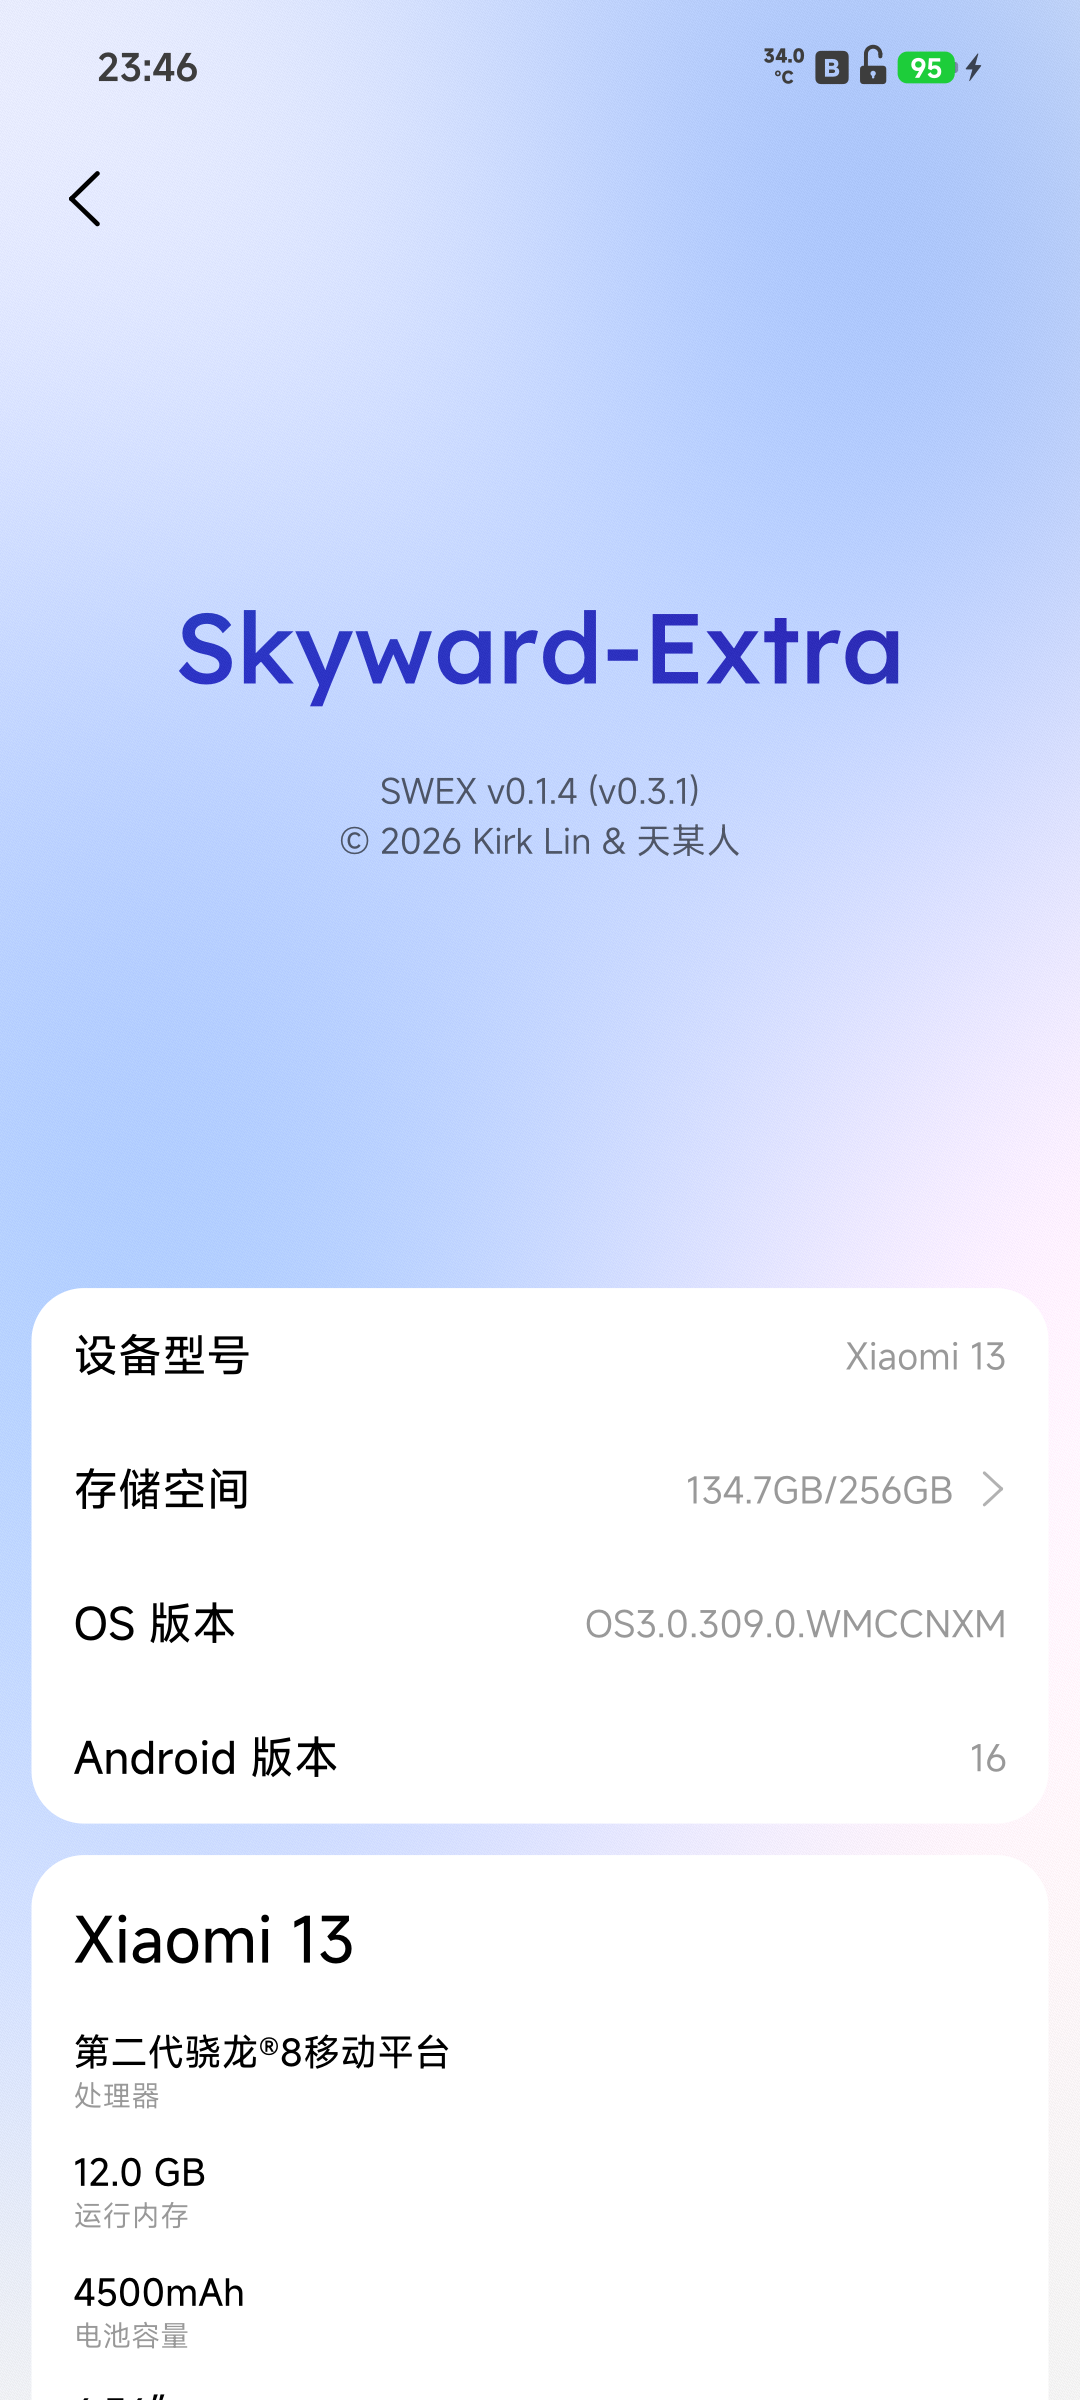 23:46
34.0
°C
B
95
Skyward-Extra
SWEX v0.1.4 (v0.3.1)
© 2026 Kirk Lin & 天某人
设备型号
Xiaomi 13
存储空间
134.7GB/256GB
OS 版本
OS3.0.309.0.WMCCNXM
Android 版本
16
Xiaomi 13
第二代骁龙®8移动平台
处理器
12.0 GB
运行内存
4500mAh
电池容量